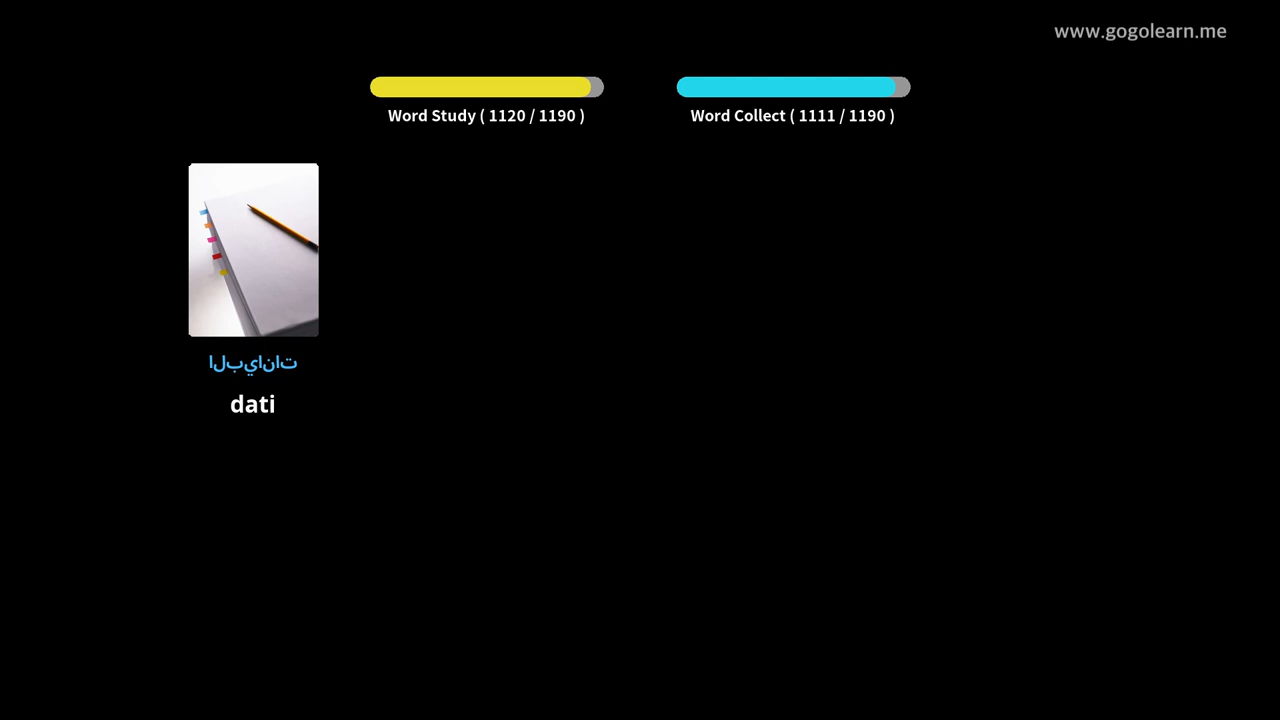 www.gogolearn.me
Word Study ( 1120 / 1190 )
Word Collect ( 1111 / 1190 )
البيانات
dati